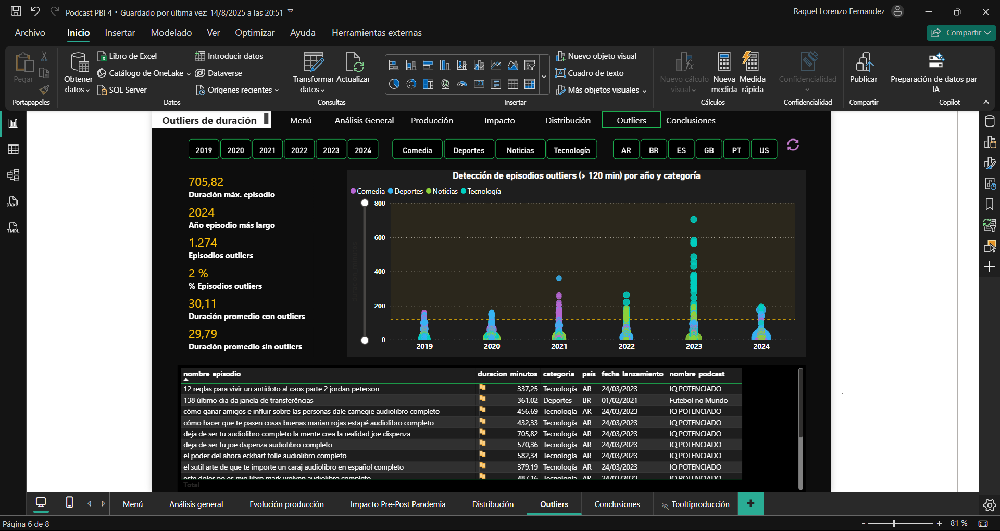 Podcast PBI 4 • Guardado por última vez: 14/8/2025 a las 20:51
Raquel Lorenzo Fernandez
Archivo Inicio Insertar Modelado Ver Optimizar Ayuda Herramientas externas
Compartir
Pegar
Portapapeles
Obtener datos
Libro de Excel
Catálogo de OneLake
SQL Server
Introducir datos
Dataverse
Orígenes recientes
Datos
Transformar datos
Actualizar
Consultas
Nuevo objeto visual
Cuadro de texto
Más objetos visuales
Insertar
Nuevo cálculo visual
Nueva medida
Medida rápida
Cálculos
Confidencialidad
Confidencialidad
Publicar
Compartir
Preparación de datos par IA
Copilot
DAX
TMDL
Outliers de duración
Menú Análisis General Producción Impacto Distribución Outliers Conclusiones
2019 2020 2021 2022 2023 2024
Comedia Deportes Noticias Tecnología
AR BR ES GB PT US
705,82
Duración máx. episodio
2024
Año episodio más largo
1.274
Episodios outliers
2 %
% Episodios outliers
30,11
Duración promedio con outliers
29,79
Duración promedio sin outliers
Detección de episodios outliers (> 120 min) por año y categoría
Comedia Deportes Noticias Tecnología
800
600
400
200
0
2019 2020 2021 2022 2023 2024
nombre_episodio duracion_minutos categoria pais fecha_lanzamiento nombre_podcast
12 reglas para vivir un antídoto al caos parte 2 jordan peterson 337,25 Tecnología AR 24/03/2023 IQ POTENCIADO
138 último dia da janela de transferências 361,02 Deportes BR 01/02/2021 Futebol no Mundo
cómo ganar amigos e influir sobre las personas dale carnegie audiolibro completo 456,69 Tecnología AR 24/03/2023 IQ POTENCIADO
cómo hacer que te pasen cosas buenas marian rojas estapé audiolibro completo 432,33 Tecnología AR 24/03/2023 IQ POTENCIADO
deja de ser tu audiolibro completo la mente crea la realidad joe dispenza 705,82 Tecnología AR 24/03/2023 IQ POTENCIADO
deja de ser tu joe dsipenza audiolibro completo 570,36 Tecnología AR 24/03/2023 IQ POTENCIADO
el poder del ahora eckhart tolle audiolibro completo 582,34 Tecnología AR 24/03/2023 IQ POTENCIADO
el sutil arte de que te importe un caraj audiolibro en español completo 379,19 Tecnología AR 24/03/2023 IQ POTENCIADO
este dolor no es mio libro mark wolynn audiolibro completo 487,16 Tecnología AR 24/03/2023 IQ POTENCIADO
Total
Menú Análisis general Evolución producción Impacto Pre-Post Pandemia Distribución Outliers Conclusiones Tooltiproducción
Página 6 de 8
- + 81 %